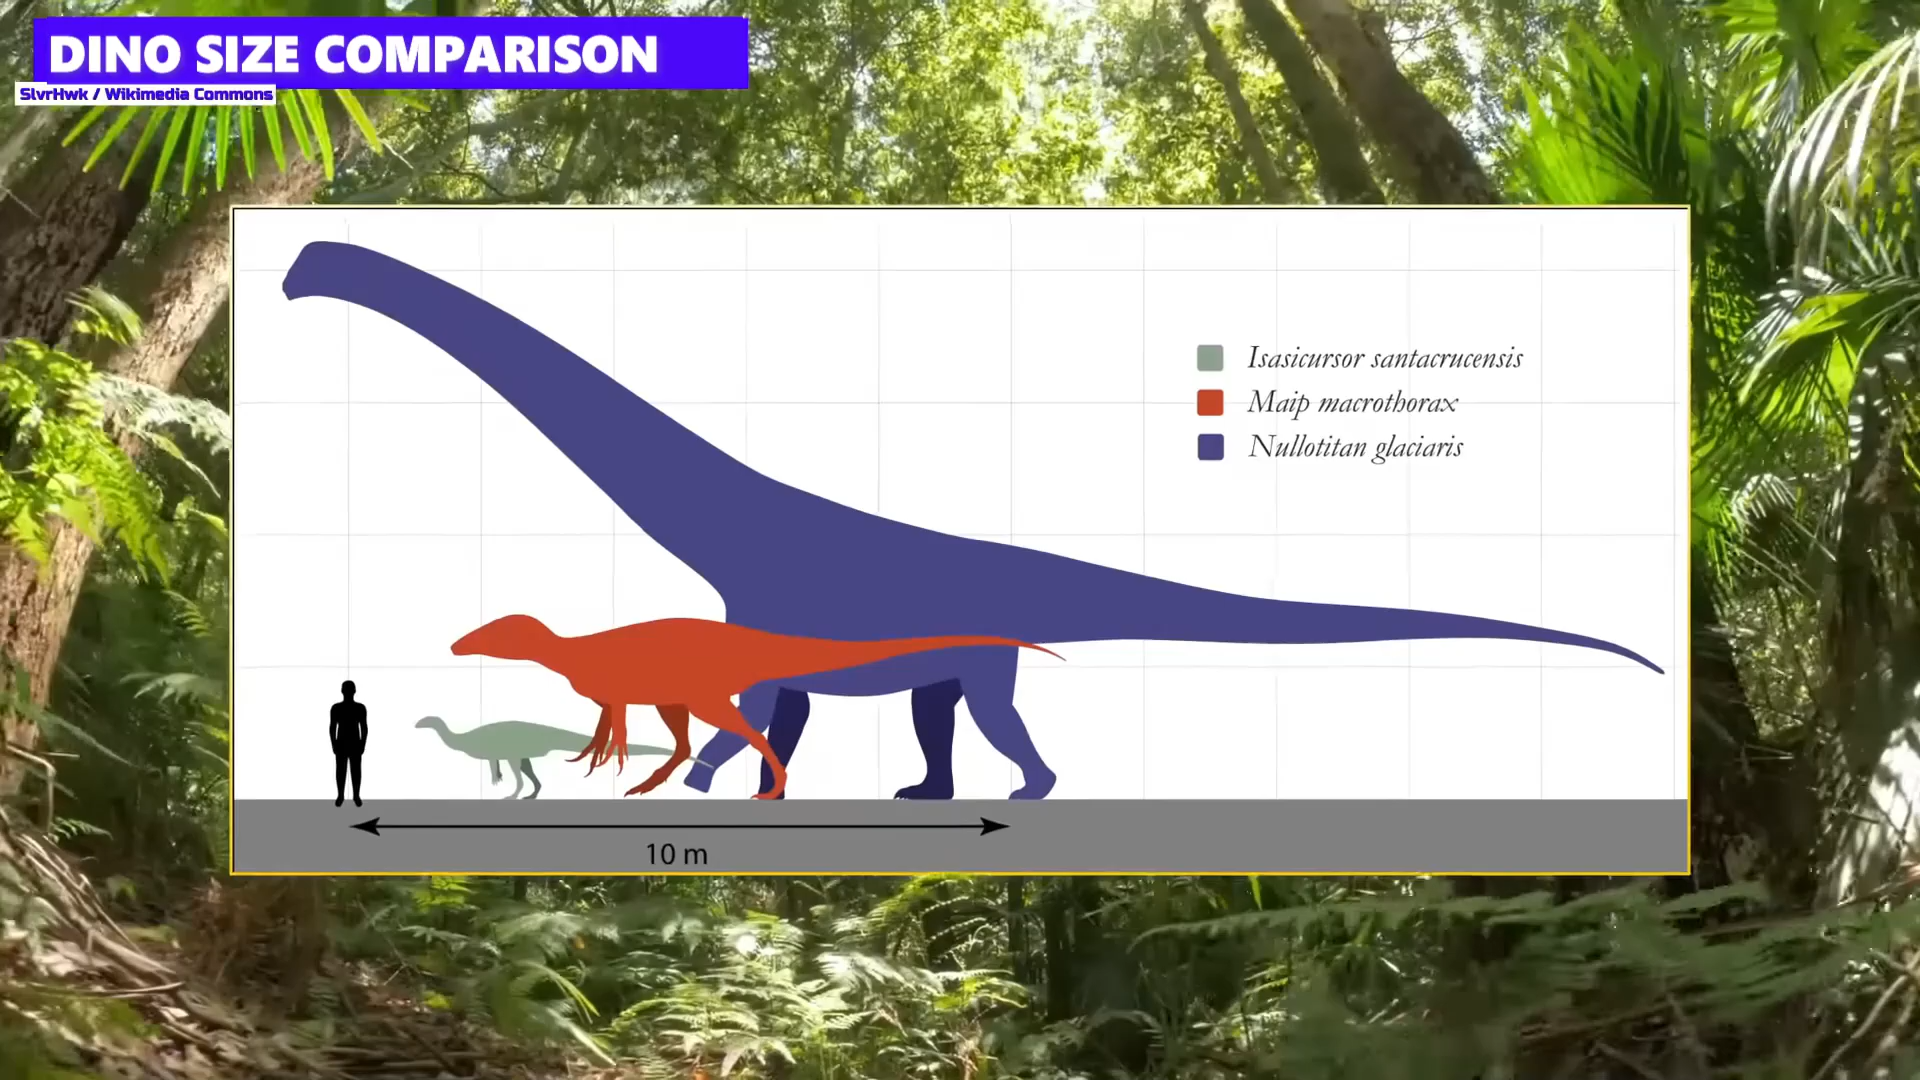 DINO SIZE COMPARISON
SlvrHwk / Wikimedia Commons
Isasicursor santacrucensis
Maip macrothorax
Nullotitan glaciaris
10 m